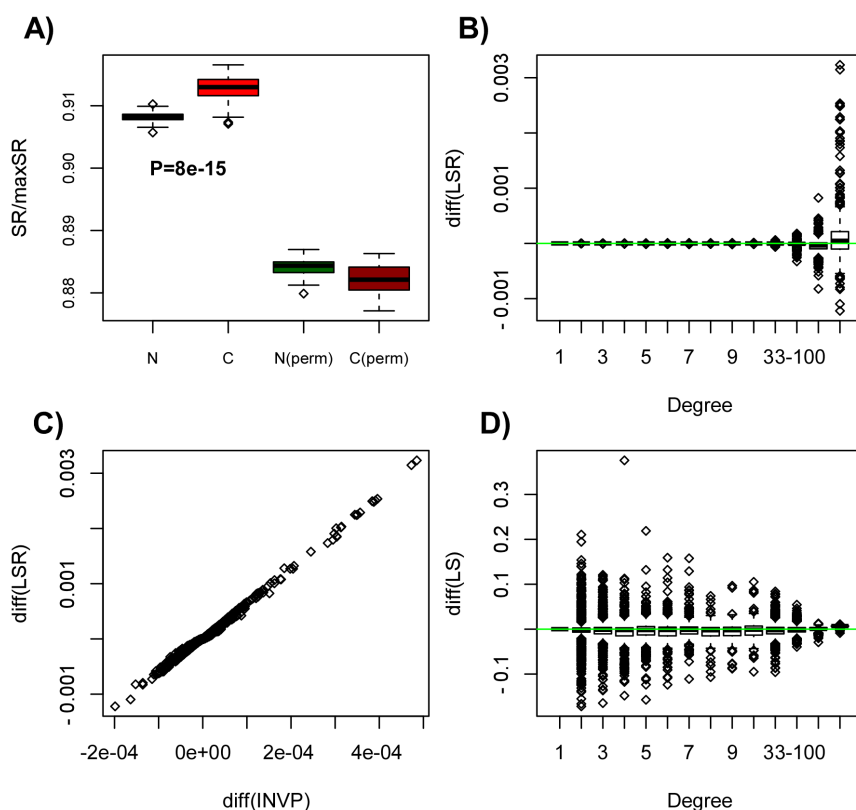 A)
SR/maxSR
0.91
0.90
0.89
0.88
P=8e-15
N
C
N(perm)
C(perm)
B)
diff(LSR)
0.003
0.001
- 0.001
1
3
5
7
9
33-100
Degree
C)
diff(LSR)
0.003
0.001
- 0.001
-2e-04
0e+00
2e-04
4e-04
diff(INVP)
D)
diff(LS)
0.3
0.1
- 0.1
1
3
5
7
9
33-100
Degree